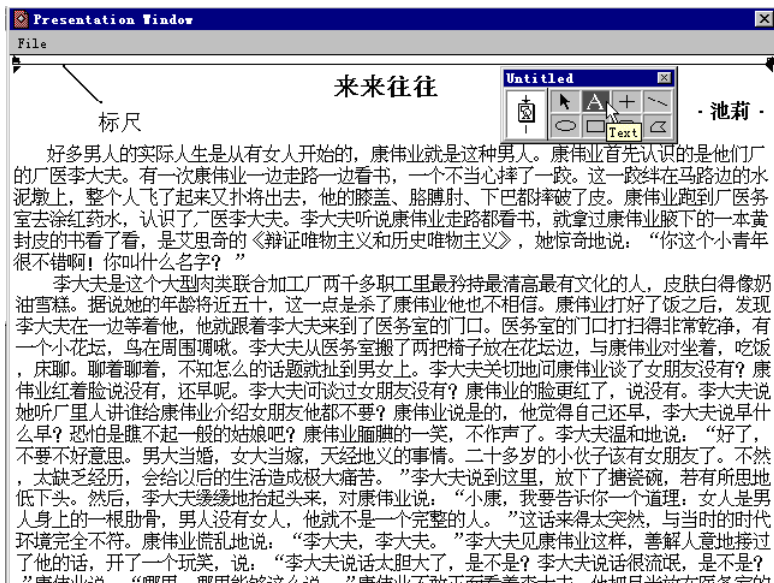 Presentation Window
File
来来往往
Untitled
A
Text
标尺
·池莉·
好多男人的实际人生是从有女人开始的，康伟业就是这种男人。康伟业首先认识的是他们厂
的厂医李大夫。有一次康伟业一边走路一边看书，一个不当心摔了一跤。这一跤绊在马路边的水
泥墩上，整个人飞了起来又扑将出去，他的膝盖、胳膊肘、下巴都摔破了皮。康伟业跑到厂医务
室去涂红药水，认识了厂医李大夫。李大夫听说康伟业走路都看书，就拿过康伟业腋下的一本黄
封皮的书看了看，是艾思奇的《辩证唯物主义和历史唯物主义》，她惊奇地说：“你这个小青年
很不错啊！你叫什么名字？”
李大夫是这个大型肉类联合加工厂两千多职工里最矜持最清高最有文化的人，皮肤白得像奶
油雪糕。据说她的年龄将近五十，这一点是杀了康伟业他也不相信。康伟业打好了饭之后，发现
李大夫在一边等着他，他就跟着李大夫来到了医务室的门口。医务室的门口打扫得非常乾净，有
一个小花坛，鸟在周围啁啾。李大夫从医务室搬了两把椅子放在花坛边，与康伟业对坐着，吃饭
，床聊。聊着聊着，不知怎么的话题就扯到男女上。李大夫关切地问康伟业谈了女朋友没有？康
伟业红着脸说没有，还早呢。李大夫问谈过女朋友没有？康伟业的脸更红了，说没有。李大夫说
她听厂里人讲谁给康伟业介绍女朋友他都不要？康伟业说是的，他觉得自己还早，李大夫说早什
么早？恐怕是瞧不起一般的姑娘吧？康伟业腼腆的一笑，不作声了。李大夫温和地说：“好了，
不要不好意思。男大当婚，女大当嫁，天经地义的事情。二十多岁的小伙子该有女朋友了。不然
，太缺乏经历，会给以后的生活造成极大痛苦。”李大夫说到这里，放下了搪瓷碗，若有所思地
低下头。然后，李大夫缓缓地抬起头来，对康伟业说：“小康，我要告诉你一个道理：女人是男
人身上的一根肋骨，男人没有女人，他就不是一个完整的人。”这话来得太突然，与当时的时代
环境完全不符。康伟业慌乱地说：“李大夫，李大夫。”李大夫见康伟业这样，善解人意地接过
了他的话，开了一个玩笑，说：“李大夫说话太胆大了，是不是？李大夫说话很流氓，是不是？